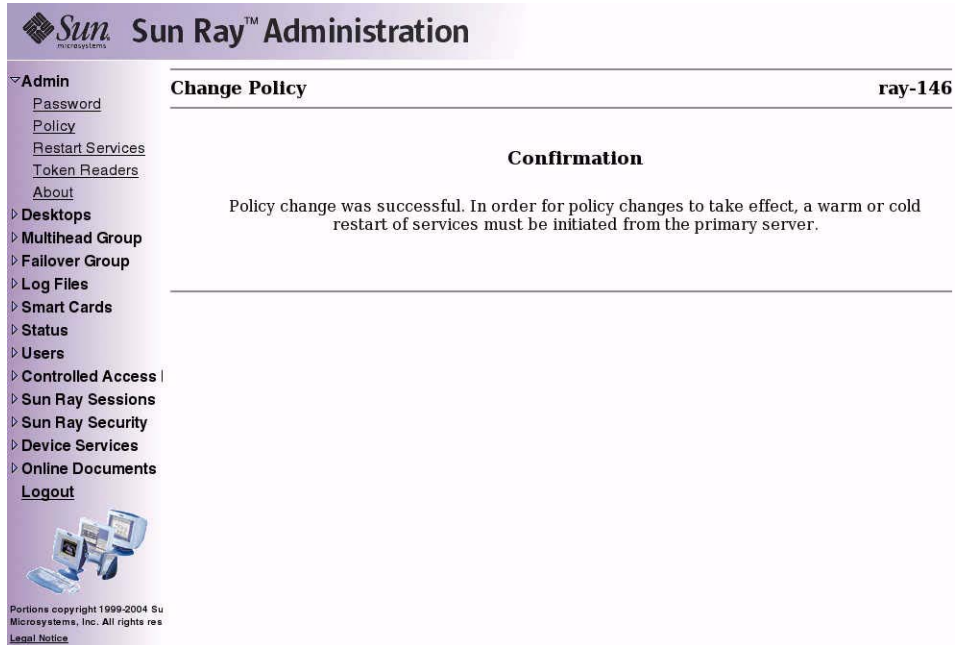 Sun microsystems Sun Ray™ Administration
Admin
Password
Policy
Restart Services
Token Readers
About
Desktops
Multihead Group
Failover Group
Log Files
Smart Cards
Status
Users
Controlled Access
Sun Ray Sessions
Sun Ray Security
Device Services
Online Documents
Logout
Portions copyright 1999-2004 Su
Microsystems, Inc. All rights res
Legal Notice
Change Policy ray-146
Confirmation
Policy change was successful. In order for policy changes to take effect, a warm or cold
restart of services must be initiated from the primary server.